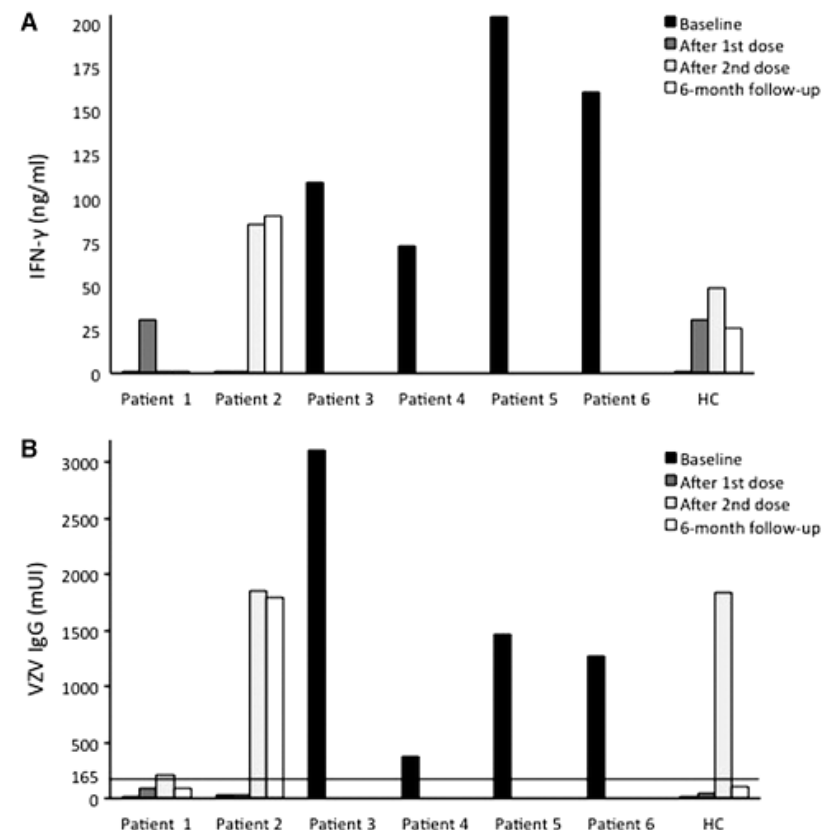 A
IFN-γ (ng/ml)
200
175
150
125
100
75
50
25
0
Baseline
After 1st dose
After 2nd dose
6-month follow-up
Patient 1 Patient 2 Patient 3 Patient 4 Patient 5 Patient 6 HC
B
VZV IgG (mUI)
3000
2500
2000
1500
1000
500
165
0
Baseline
After 1st dose
After 2nd dose
6-month follow-up
Patient 1 Patient 2 Patient 3 Patient 4 Patient 5 Patient 6 HC